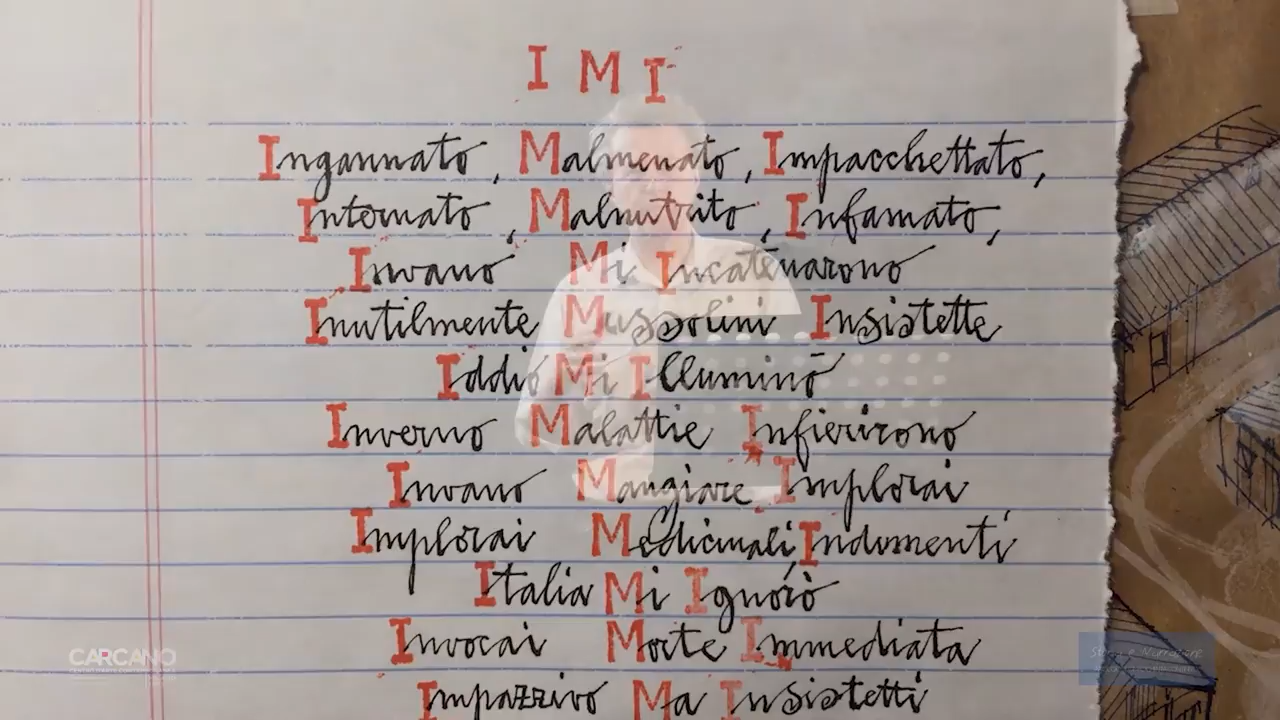 I M I
Ingannato, Malmenato, Impacchettato,
Internato, Malnutrito, Infamato,
Invano Mi Incatenarono
Inutilmente Mussolini Insistette
Iddio Mi Illuminò
Inverno Malattie Infierirono
Invano Mangiare Implorai
Implorai Medicinali, Indumenti
Italia Mi Ignorò
Invocai Morte Immediata
Impazzivo Ma Insistetti
CARCANO